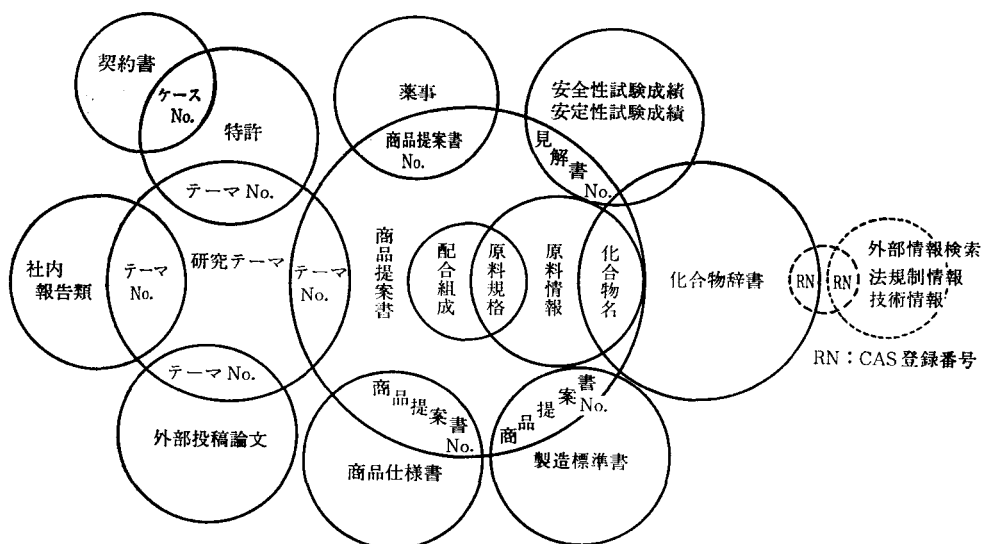 契約書
ケース
No.
特許
薬事
商品提案書
No.
安全性試験成績
安定性試験成績
見解書
No.
テーマ No.
社内
報告類
テーマ
No.
研究テーマ
テーマ
No.
商品提案書
配合組成
原料規格
原料情報
化合物名
化合物辞書
RN
RN
外部情報検索
法規制情報
技術情報
RN:CAS登録番号
テーマ No.
外部投稿論文
商品提案書
No.
商品仕様書
商品提案書
No.
製造標準書